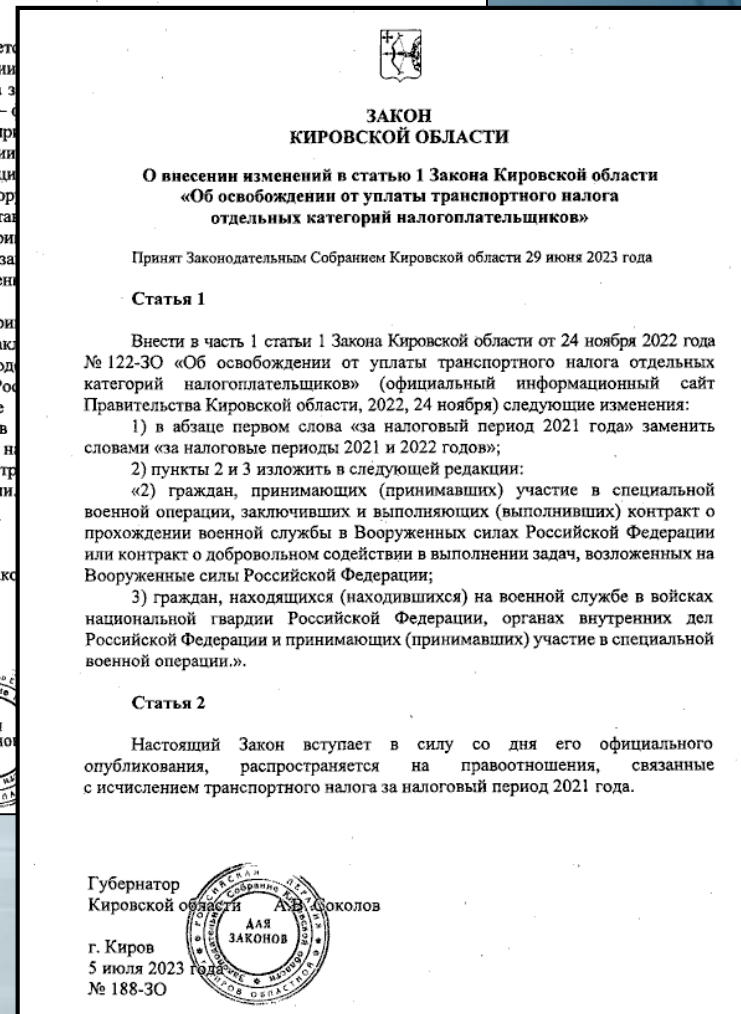 ЗАКОН
КИРОВСКОЙ ОБЛАСТИ
О внесении изменений в статью 1 Закона Кировской области
«Об освобождении от уплаты транспортного налога
отдельных категорий налогоплательщиков»
Принят Законодательным Собранием Кировской области 29 июня 2023 года
Статья 1
Внести в часть 1 статьи 1 Закона Кировской области от 24 ноября 2022 года
№ 122-ЗО «Об освобождении от уплаты транспортного налога отдельных
категорий налогоплательщиков» (официальный информационный сайт
Правительства Кировской области, 2022, 24 ноября) следующие изменения:
1) в абзаце первом слова «за налоговый период 2021 года» заменить
словами «за налоговые периоды 2021 и 2022 годов»;
2) пункты 2 и 3 изложить в следующей редакции:
«2) граждан, принимающих (принимавших) участие в специальной
военной операции, заключивших и выполняющих (выполнивших) контракт о
прохождении военной службы в Вооруженных силах Российской Федерации
или контракт о добровольном содействии в выполнении задач, возложенных на
Вооруженные силы Российской Федерации;
3) граждан, находящихся (находившихся) на военной службе в войсках
национальной гвардии Российской Федерации, органах внутренних дел
Российской Федерации и принимающих (принимавших) участие в специальной
военной операции.».
Статья 2
Настоящий Закон вступает в силу со дня его официального
опубликования, распространяется на правоотношения, связанные
с исчислением транспортного налога за налоговый период 2021 года.
Губернатор
Кировской области А.В. Соколов
ДЛЯ
ЗАКОНОВ
г. Киров
5 июля 2023 года
№ 188-ЗО